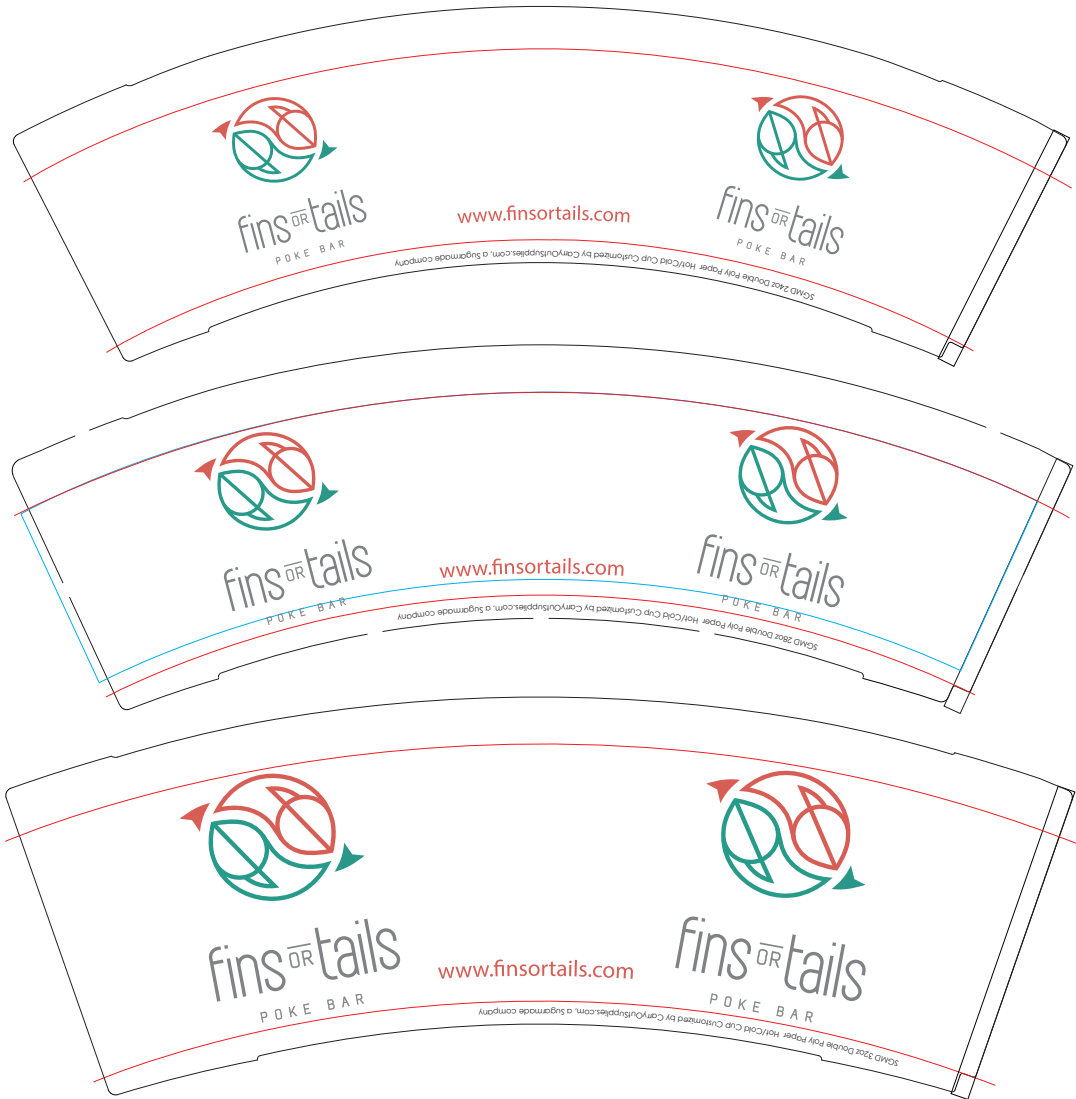 fins OR tails
POKE BAR
www.finsortails.com
fins OR tails
POKE BAR
SGMD 24oz Double Poly Paper Hot/Cold Cup Customized by CarryOutSupplies.com, a Sugarmade company
fins OR tails
POKE BAR
www.finsortails.com
fins OR tails
POKE BAR
SGMD 28oz Double Poly Paper Hot/Cold Cup Customized by CarryOutSupplies.com, a Sugarmade company
fins OR tails
POKE BAR
www.finsortails.com
fins OR tails
POKE BAR
SGMD 32oz Double Poly Paper Hot/Cold Cup Customized by CarryOutSupplies.com, a Sugarmade company